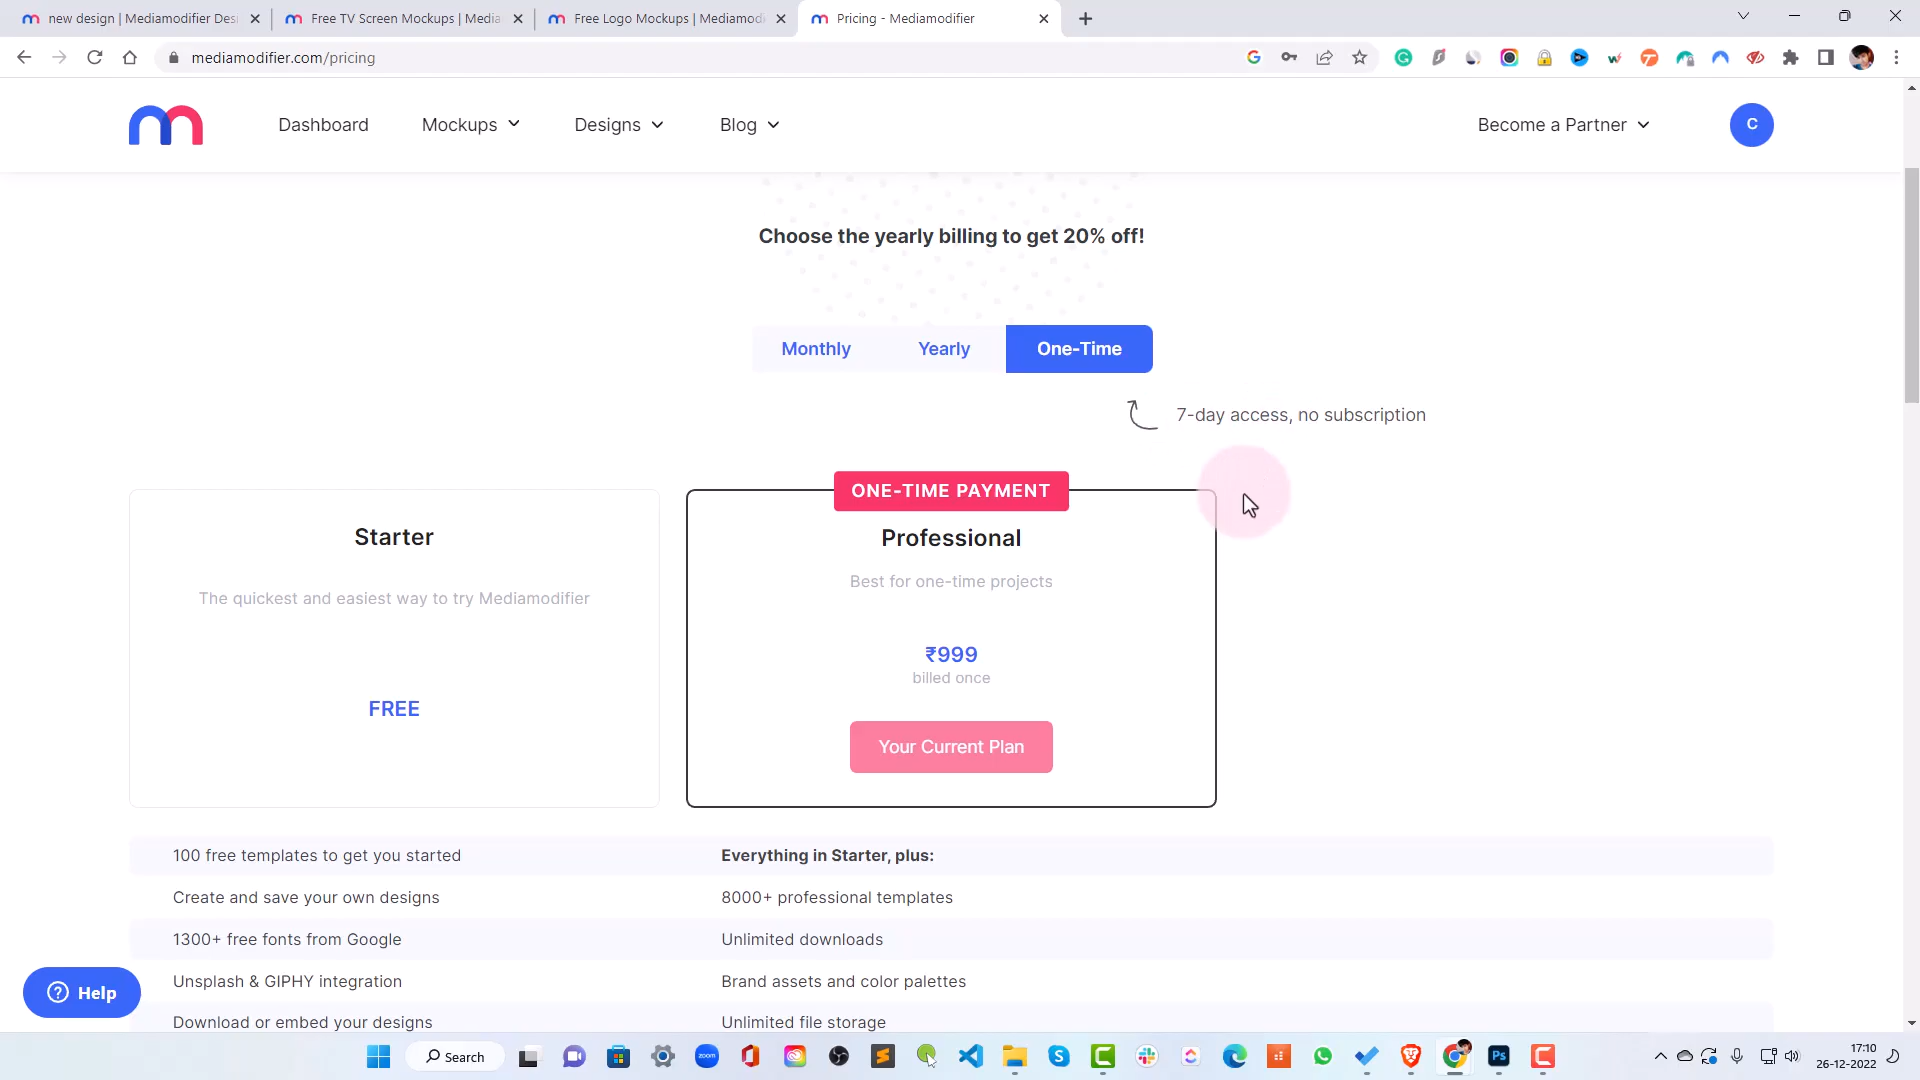 new design | Mediamodifier Des
Free TV Screen Mockups | Media
Free Logo Mockups | Mediamodi
Pricing - Mediamodifier
mediamodifier.com/pricing
Dashboard
Mockups
Designs
Blog
Become a Partner
C
Choose the yearly billing to get 20% off!
Monthly
Yearly
One-Time
7-day access, no subscription
ONE-TIME PAYMENT
Starter
Professional
The quickest and easiest way to try Mediamodifier
Best for one-time projects
FREE
₹999
billed once
Your Current Plan
100 free templates to get you started
Everything in Starter, plus:
Create and save your own designs
8000+ professional templates
1300+ free fonts from Google
Unlimited downloads
Unsplash & GIPHY integration
Brand assets and color palettes
Download or embed your designs
Unlimited file storage
Help
Search
zoom
Ps
17:10
26-12-2022